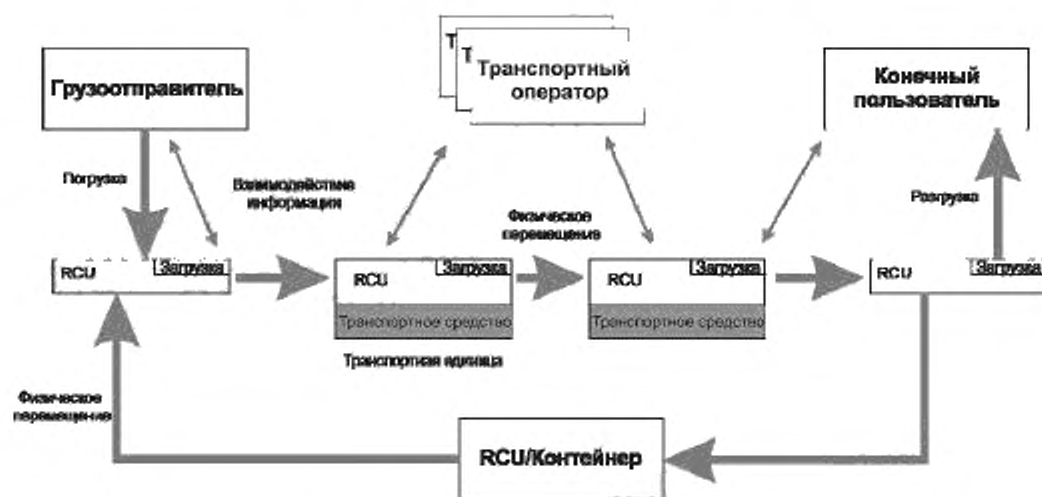 Т
Т
Грузоотправитель
Транспортный
оператор
Конечный
пользователь
Погрузка
Взаимодействие
информации
Физическое
перемещение
Разгрузка
RCU
Загрузка
RCU
Загрузка
RCU
Загрузка
RCU
Загрузка
Транспортное средство
Транспортное средство
Транспортная единица
Физическое
перемещение
RCU/Контейнер